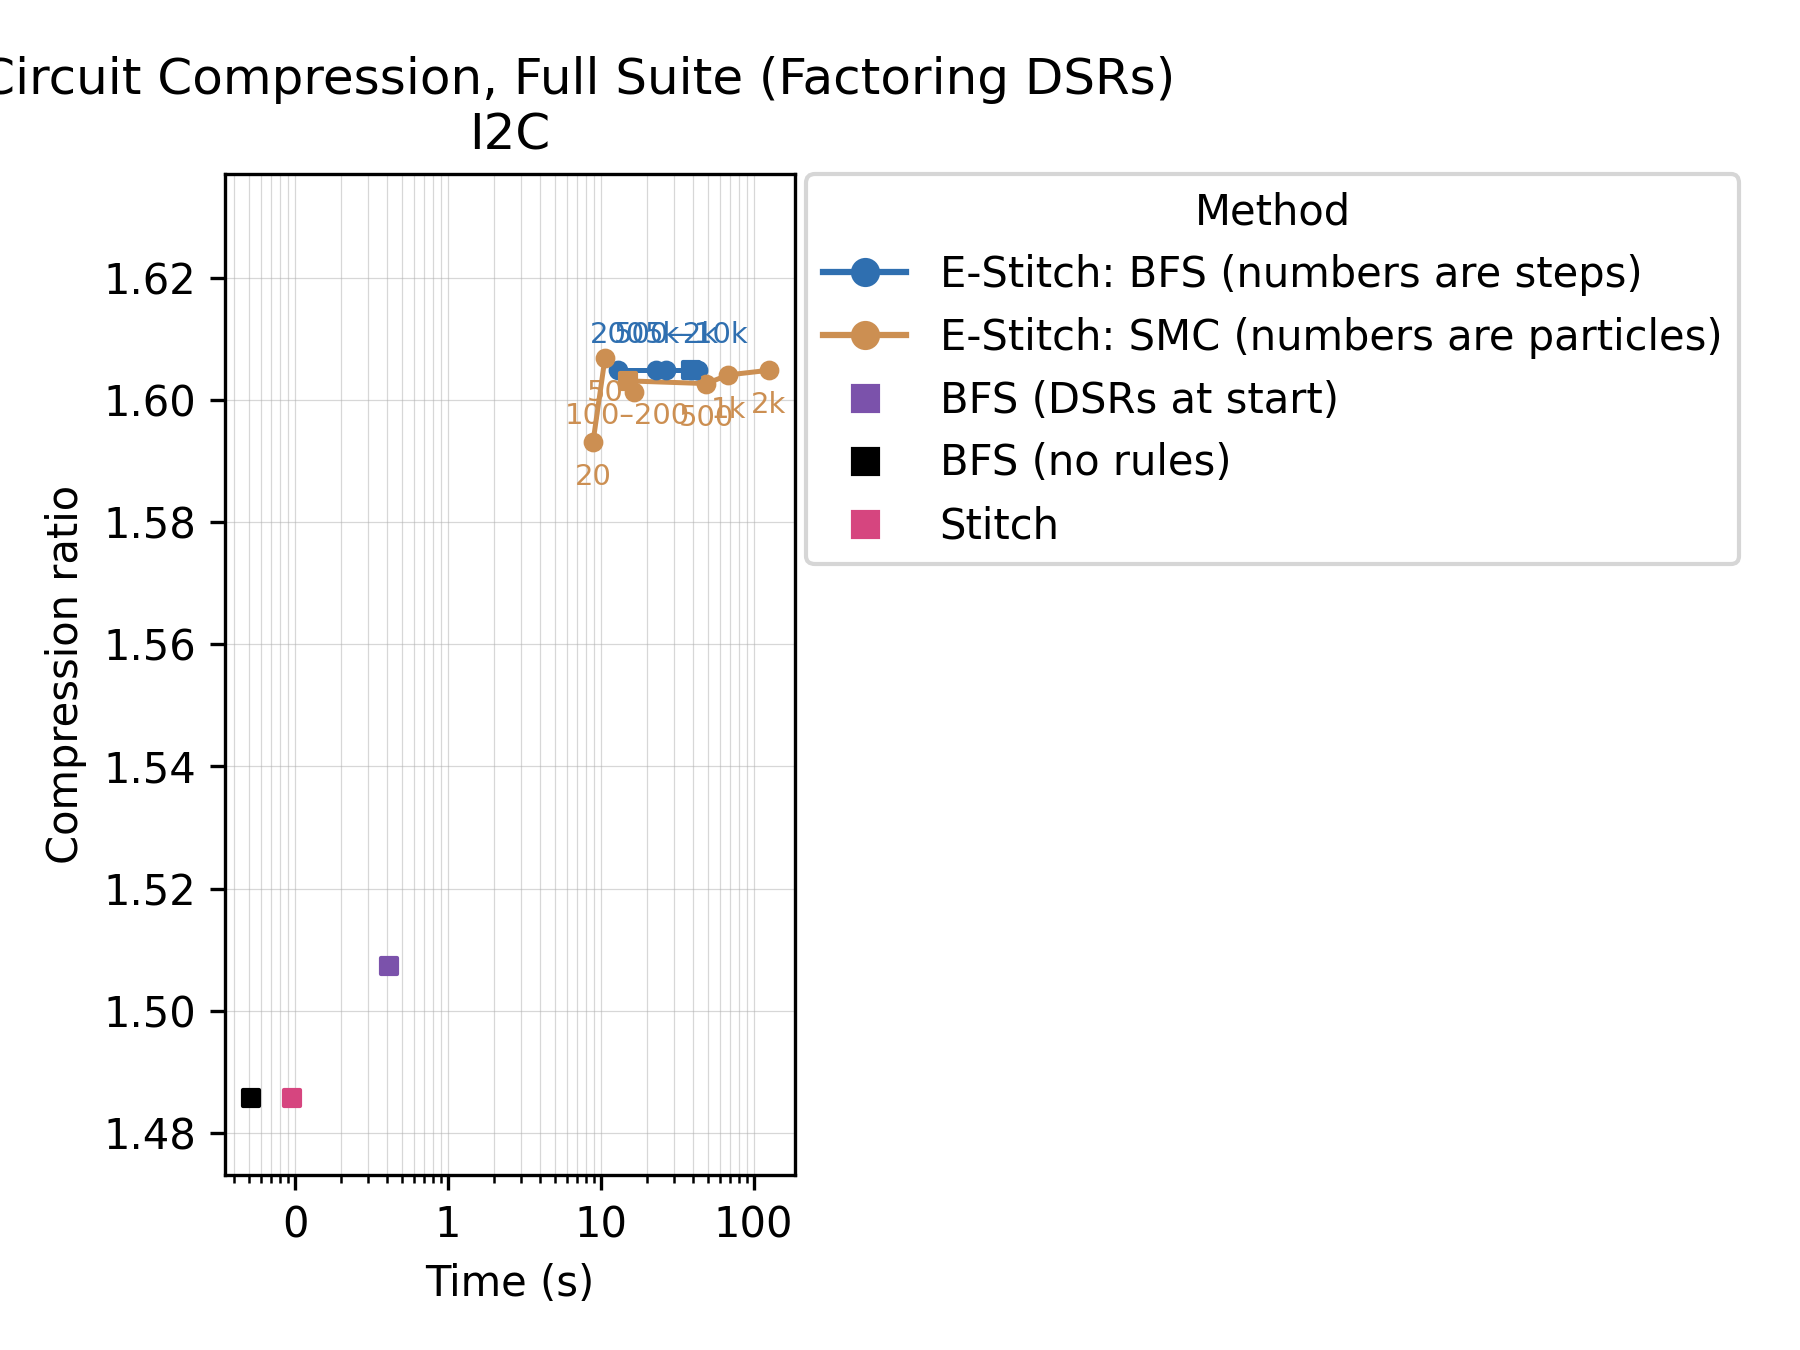 Circuit Compression, Full Suite (Factoring DSRs)
I2C
Method
E-Stitch: BFS (numbers are steps)
E-Stitch: SMC (numbers are particles)
BFS (DSRs at start)
BFS (no rules)
Stitch
1.62
1.60
1.58
1.56
1.54
1.52
1.50
1.48
Compression ratio
50
100–200
500
1k
2k
20
0
1
10
100
Time (s)